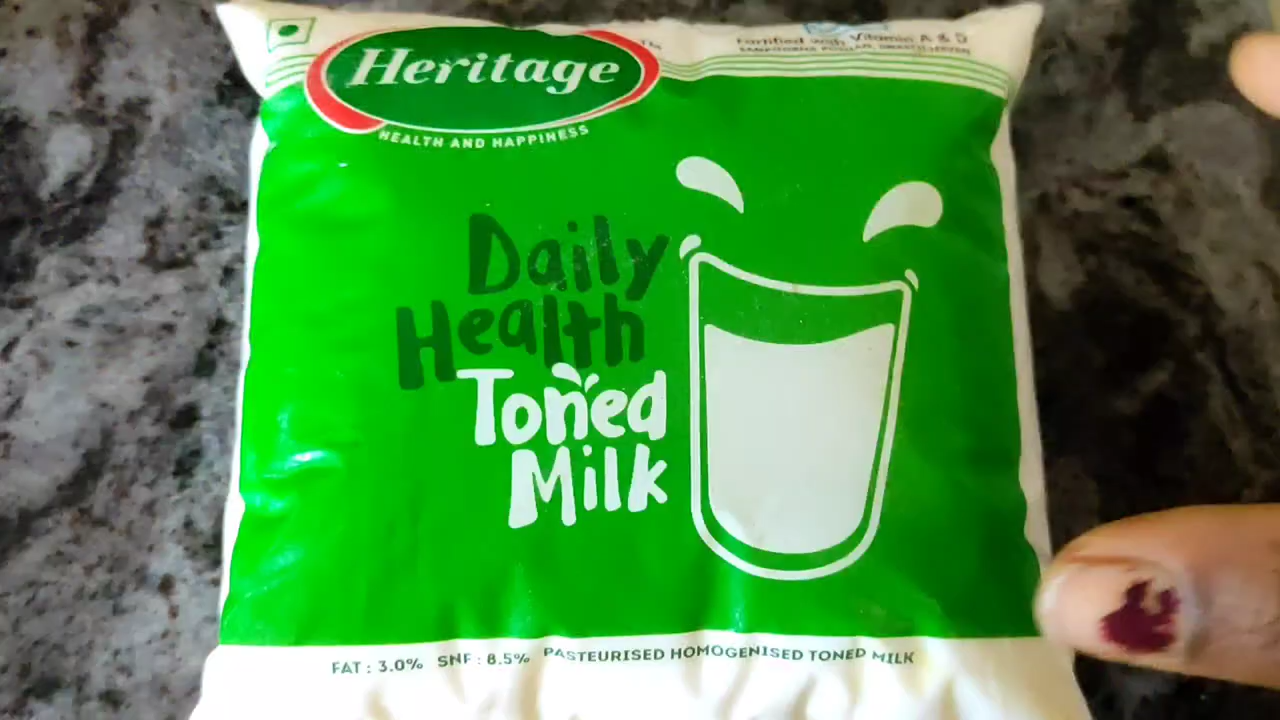 Heritage
TM
HEALTH AND HAPPINESS
Fortified with Vitamin A & D
Daily
Health
Toned
Milk
FAT : 3.0% SNF : 8.5% PASTEURISED HOMOGENISED TONED MILK